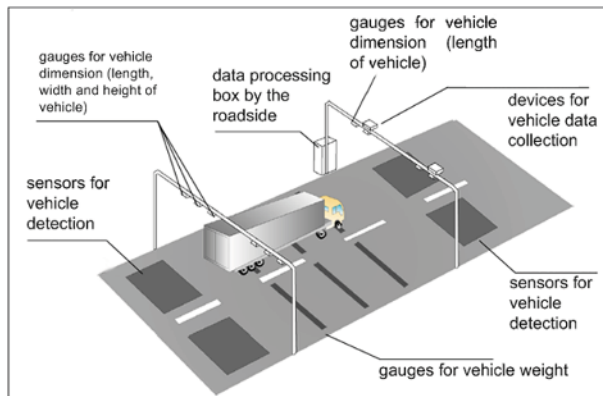 gauges for vehicle
dimension (length,
width and height of
vehicle)
data processing
box by the
roadside
gauges for vehicle
dimension (length
of vehicle)
devices for
vehicle data
collection
sensors for
vehicle
detection
sensors for
vehicle
detection
gauges for vehicle weight